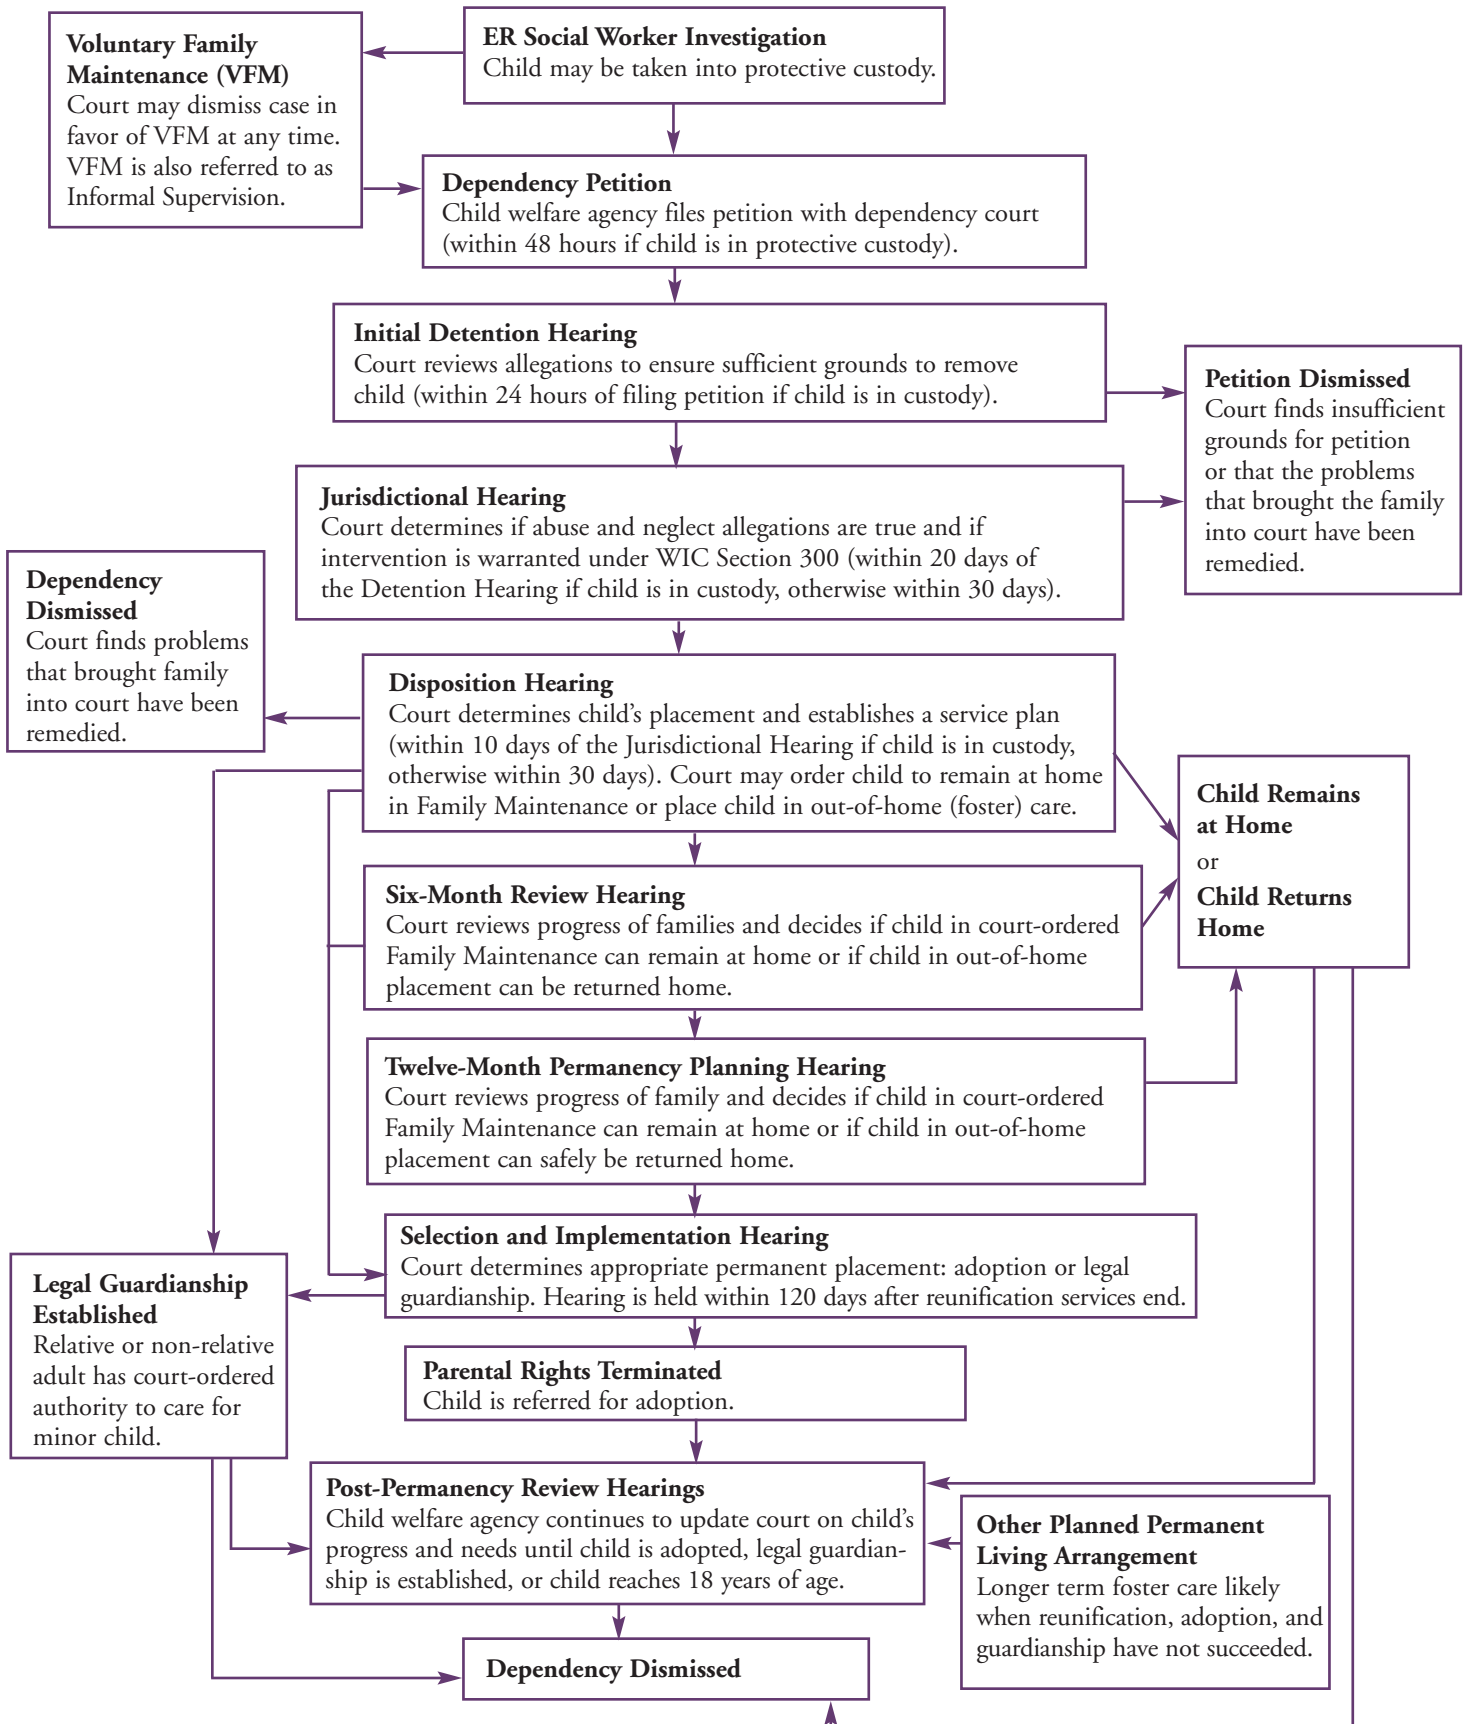 Voluntary Family
Maintenance (VFM)
Court may dismiss case in
favor of VFM at any time.
VFM is also referred to as
Informal Supervision.
ER Social Worker Investigation
Child may be taken into protective custody.
Dependency Petition
Child welfare agency files petition with dependency court
(within 48 hours if child is in protective custody).
Initial Detention Hearing
Court reviews allegations to ensure sufficient grounds to remove
child (within 24 hours of filing petition if child is in custody).
Petition Dismissed
Court finds insufficient
grounds for petition
or that the problems
that brought the family
into court have been
remedied.
Jurisdictional Hearing
Court determines if abuse and neglect allegations are true and if
intervention is warranted under WIC Section 300 (within 20 days of
the Detention Hearing if child is in custody, otherwise within 30 days).
Dependency
Dismissed
Court finds problems
that brought family
into court have been
remedied.
Disposition Hearing
Court determines child’s placement and establishes a service plan
(within 10 days of the Jurisdictional Hearing if child is in custody,
otherwise within 30 days). Court may order child to remain at home
in Family Maintenance or place child in out-of-home (foster) care.
Child Remains
at Home
or
Child Returns
Home
Six-Month Review Hearing
Court reviews progress of families and decides if child in court-ordered
Family Maintenance can remain at home or if child in out-of-home
placement can be returned home.
Twelve-Month Permanency Planning Hearing
Court reviews progress of family and decides if child in court-ordered
Family Maintenance can remain at home or if child in out-of-home
placement can safely be returned home.
Selection and Implementation Hearing
Court determines appropriate permanent placement: adoption or legal
guardianship. Hearing is held within 120 days after reunification services end.
Legal Guardianship
Established
Relative or non-relative
adult has court-ordered
authority to care for
minor child.
Parental Rights Terminated
Child is referred for adoption.
Post-Permanency Review Hearings
Child welfare agency continues to update court on child’s
progress and needs until child is adopted, legal guardian-
ship is established, or child reaches 18 years of age.
Other Planned Permanent
Living Arrangement
Longer term foster care likely
when reunification, adoption, and
guardianship have not succeeded.
Dependency Dismissed